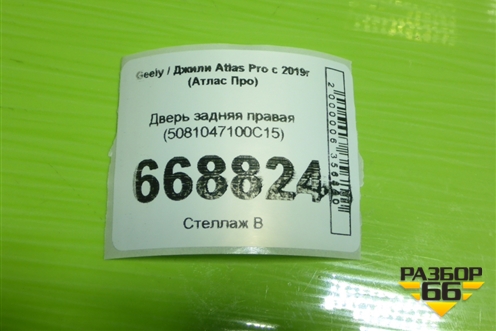 Geely / Джили Atlas Pro с 2019г
(Атлас Про)
Дверь задняя правая
(5081047100C15)
668824
Стеллаж В
РАЗБОР
66